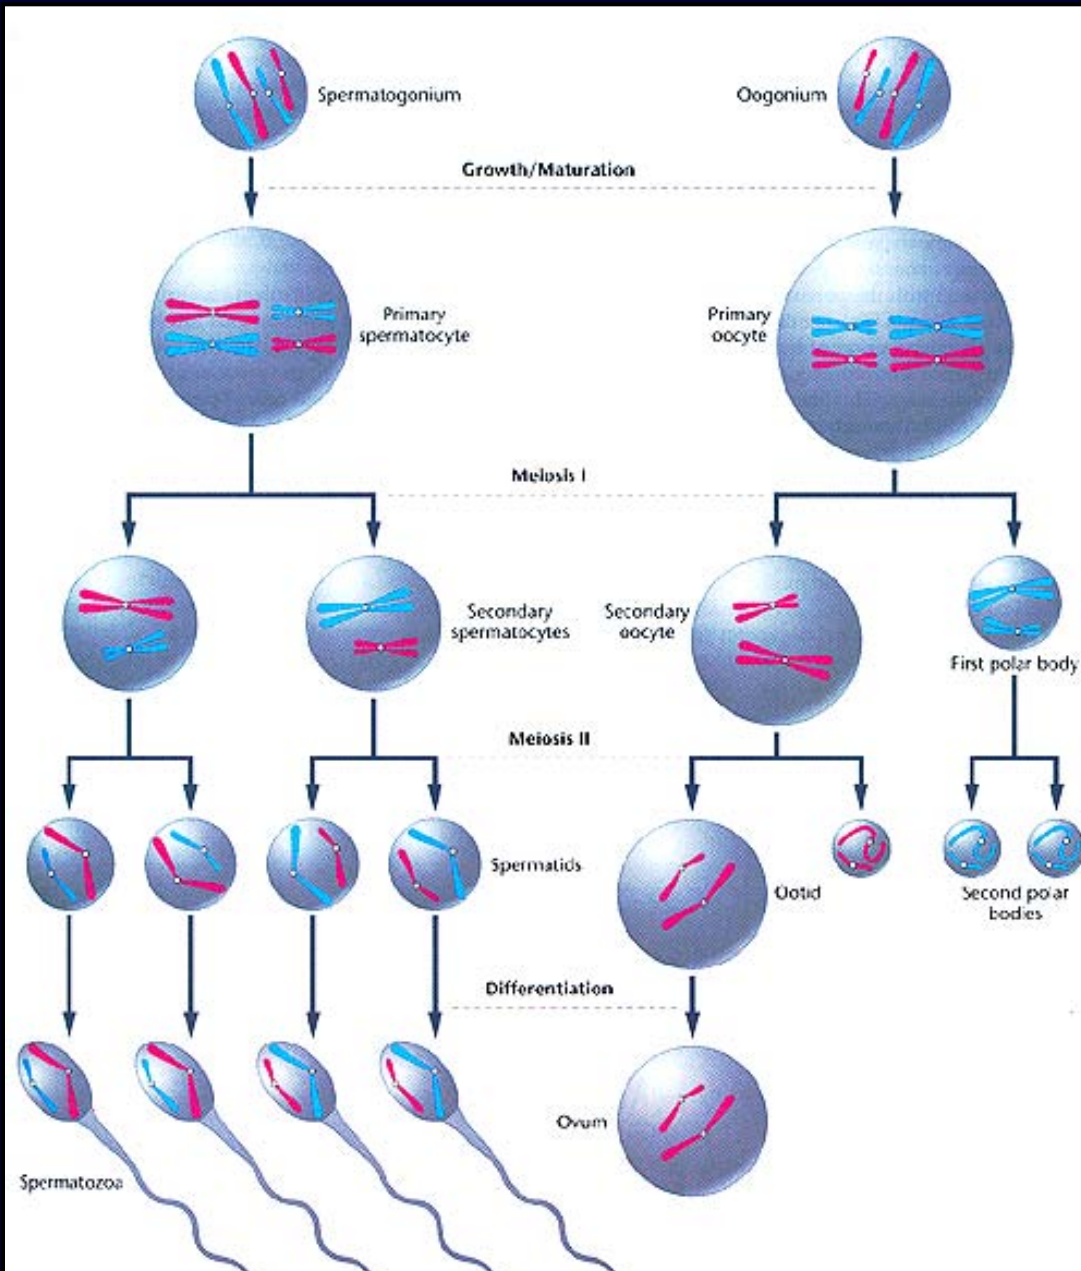 Spermatogonium
Oogonium
Growth/Maturation
Primary
spermatocyte
Primary
oocyte
Meiosis I
Secondary
spermatocytes
Secondary
oocyte
First polar body
Meiosis II
Spermatids
Ootid
Second polar
bodies
Differentiation
Ovum
Spermatozoa